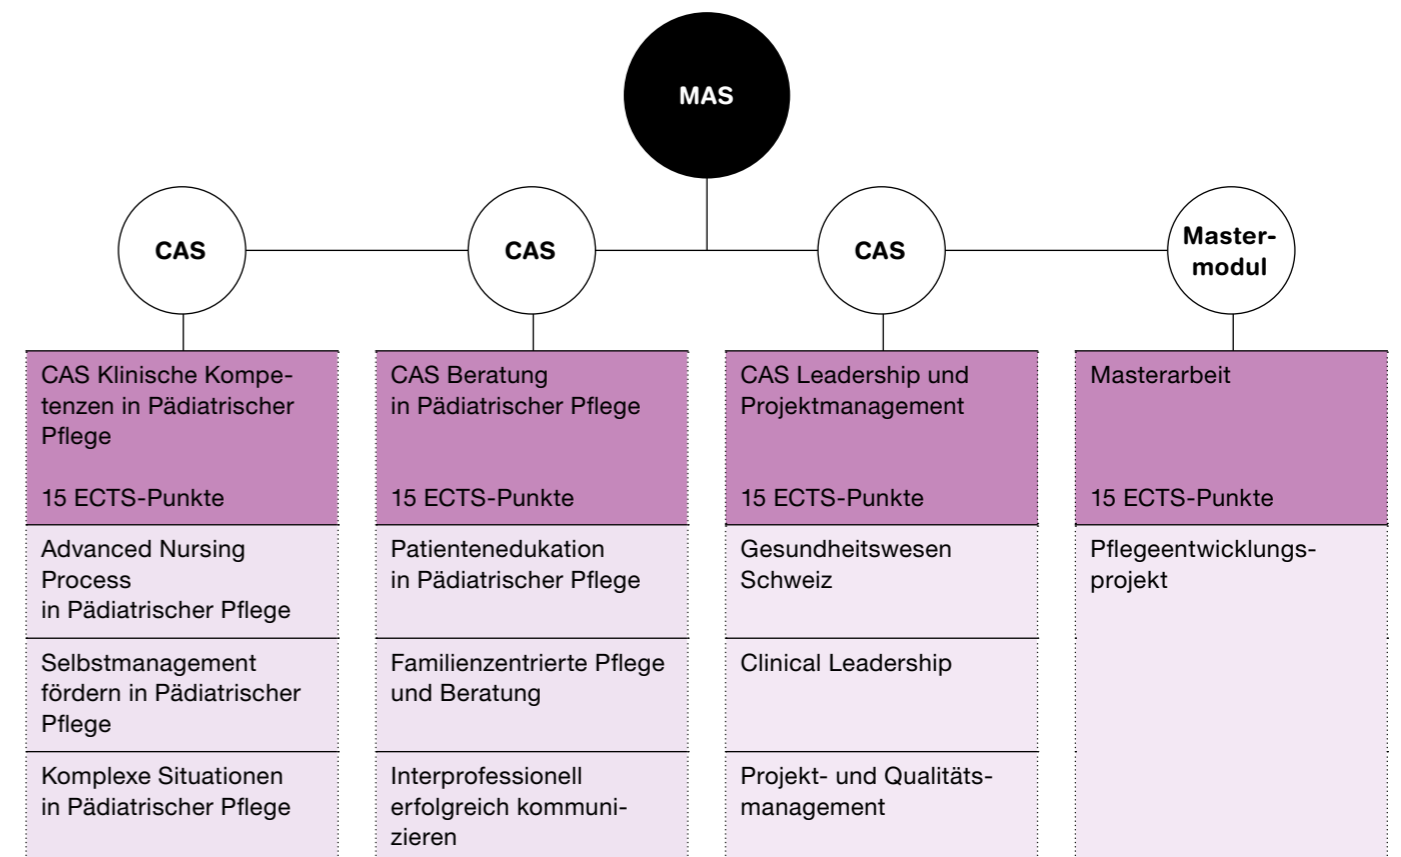 MAS
CAS
CAS
CAS
Master-
modul
CAS Klinische Kompe-
tenzen in Pädiatrischer
Pflege
15 ECTS-Punkte
Advanced Nursing
Process
in Pädiatrischer Pflege
Selbstmanagement
fördern in Pädiatrischer
Pflege
Komplexe Situationen
in Pädiatrischer Pflege
CAS Beratung
in Pädiatrischer Pflege
15 ECTS-Punkte
Patientenedukation
in Pädiatrischer Pflege
Familienzentrierte Pflege
und Beratung
Interprofessionell
erfolgreich kommuni-
zieren
CAS Leadership und
Projektmanagement
15 ECTS-Punkte
Gesundheitswesen
Schweiz
Clinical Leadership
Projekt- und Qualitäts-
management
Masterarbeit
15 ECTS-Punkte
Pflegeentwicklungs-
projekt